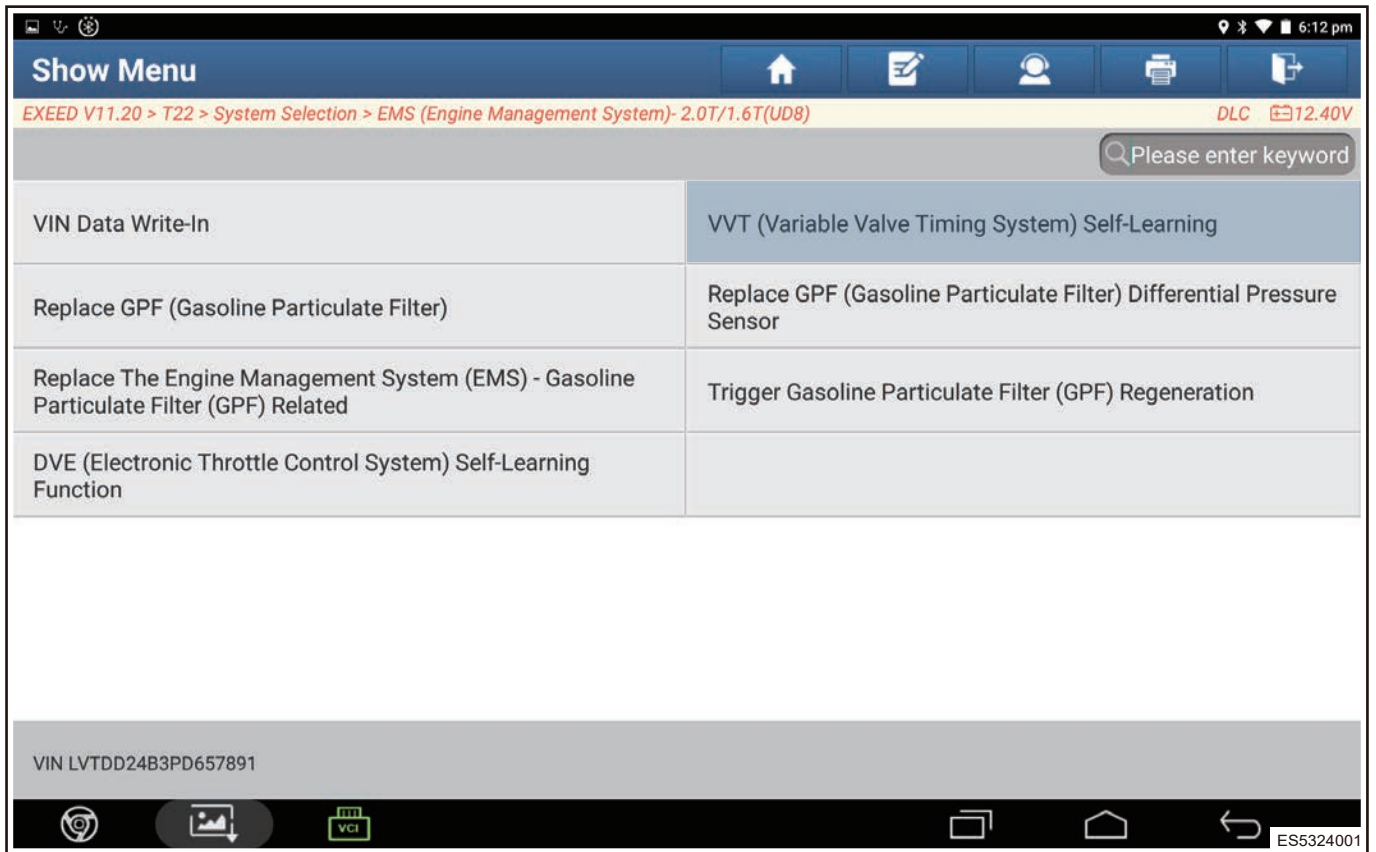 6:12 pm
Show Menu
EXEED V11.20 > T22 > System Selection > EMS (Engine Management System)- 2.0T/1.6T(UD8)
DLC 12.40V
Please enter keyword
VIN Data Write-In
VVT (Variable Valve Timing System) Self-Learning
Replace GPF (Gasoline Particulate Filter)
Replace GPF (Gasoline Particulate Filter) Differential Pressure
Sensor
Replace The Engine Management System (EMS) - Gasoline
Particulate Filter (GPF) Related
Trigger Gasoline Particulate Filter (GPF) Regeneration
DVE (Electronic Throttle Control System) Self-Learning
Function
VIN LVTDD24B3PD657891
VCI
ES5324001